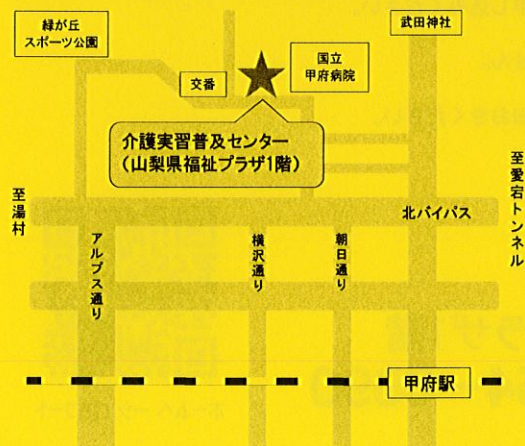 緑が丘
スポーツ公園
武田神社
国立
甲府病院
交番
介護実習普及センター
（山梨県福祉プラザ1階）
至湯村
至愛宕トンネル
北バイパス
アルプス通り
横沢通り
朝日通り
甲府駅